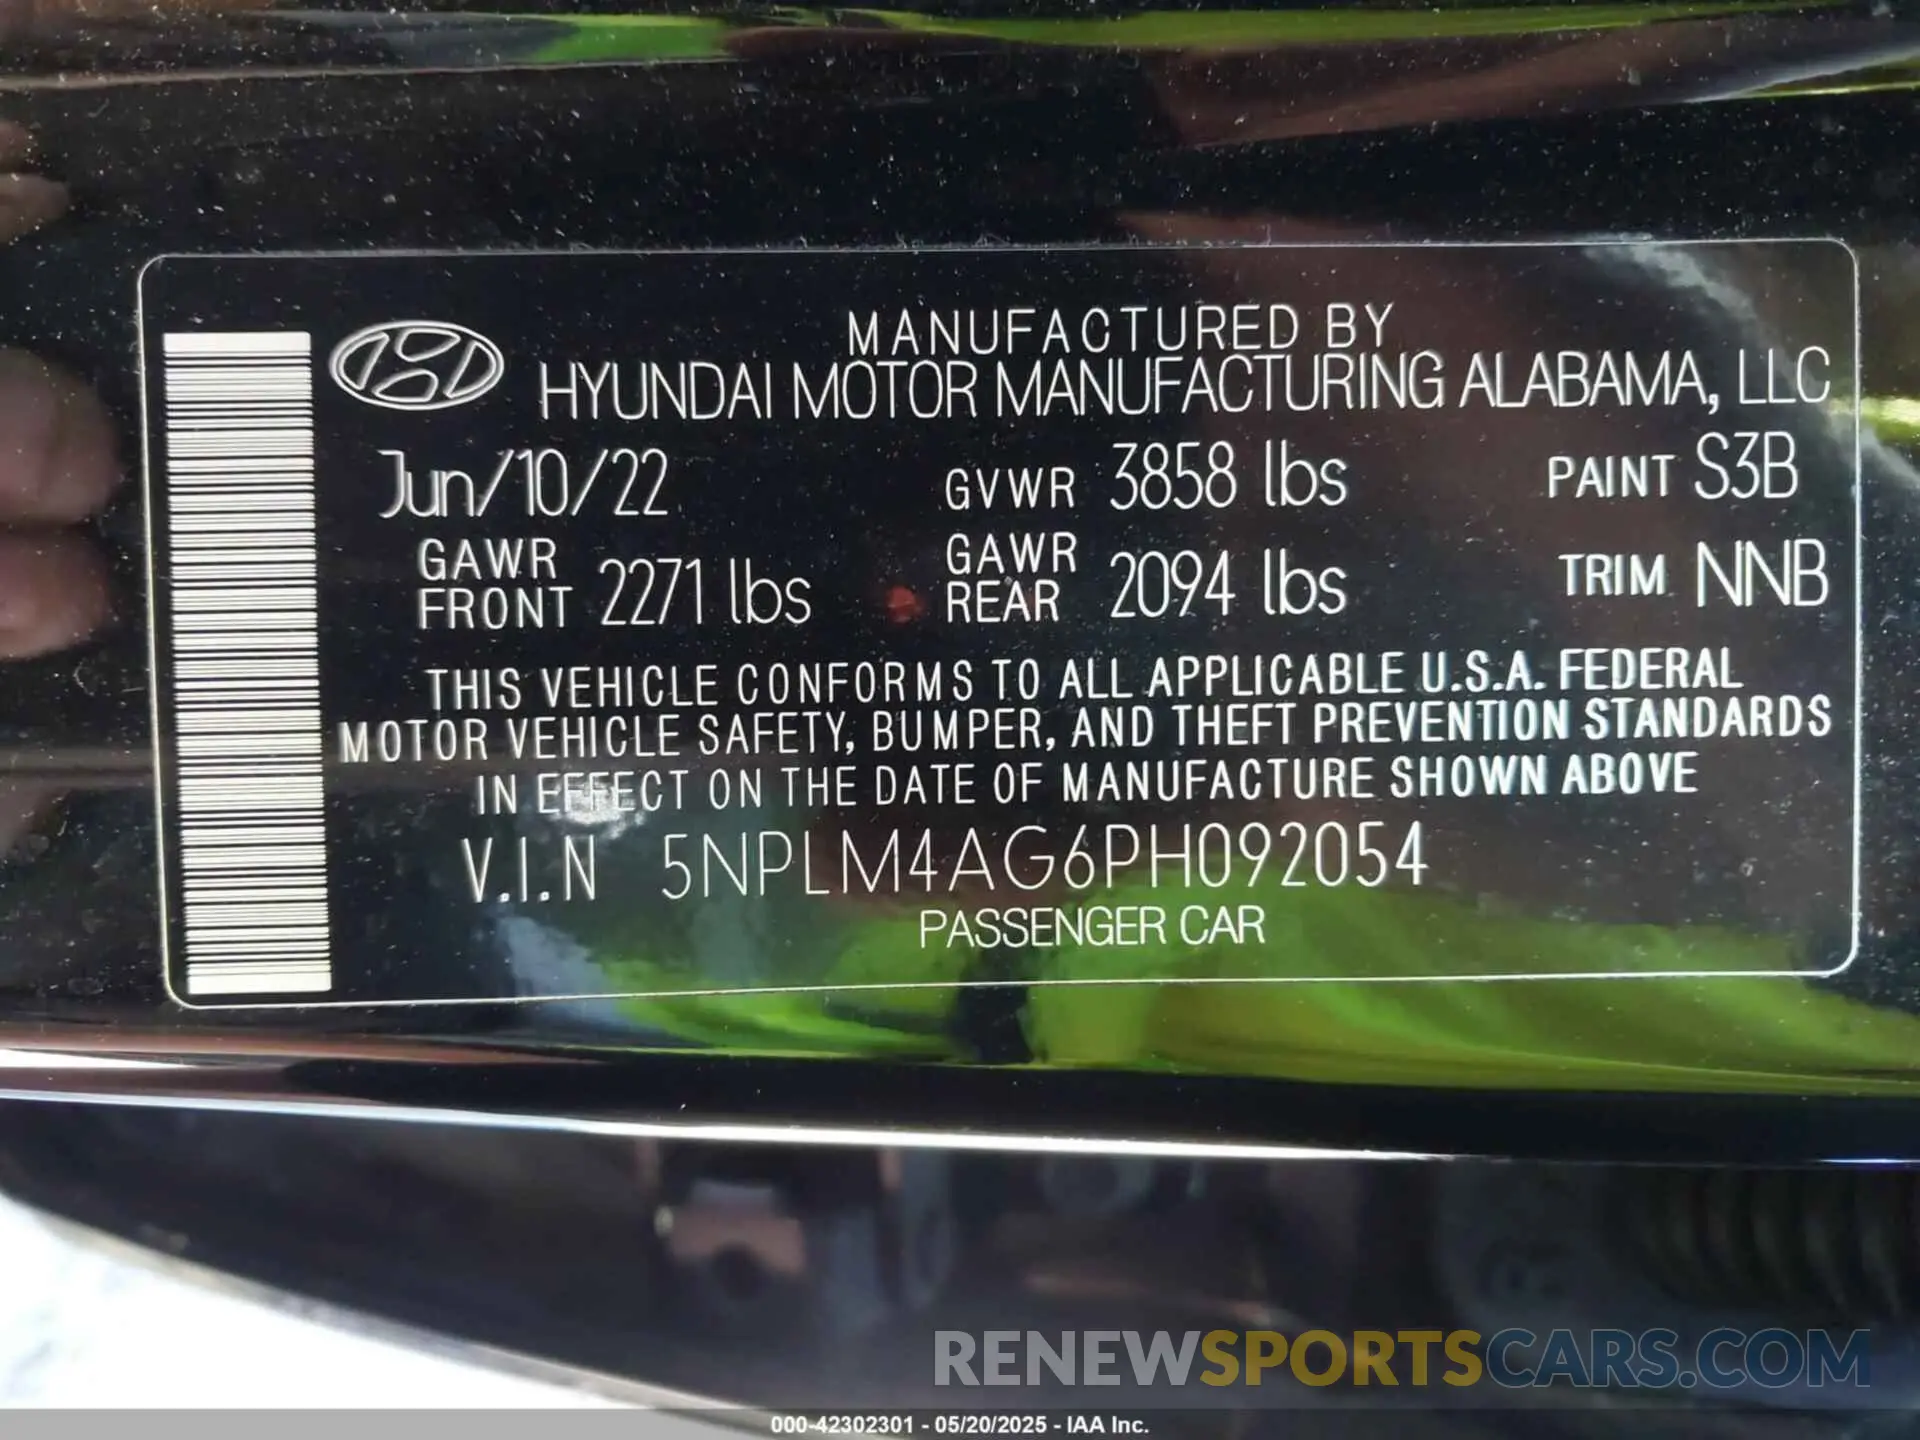 MANUFACTURED BY
HYUNDAI MOTOR MANUFACTURING ALABAMA, LLC
Jun/10/22 GVWR 3858 lbs PAINT S3B
GAWR FRONT 2271 lbs GAWR REAR 2094 lbs TRIM NNB
THIS VEHICLE CONFORMS TO ALL APPLICABLE U.S.A. FEDERAL
MOTOR VEHICLE SAFETY, BUMPER, AND THEFT PREVENTION STANDARDS
IN EFFECT ON THE DATE OF MANUFACTURE SHOWN ABOVE
V.I.N 5NPLM4AG6PH092054
PASSENGER CAR
RENEWSPORTSCARS.COM
000-42302301 - 05/20/2025 - IAA Inc.